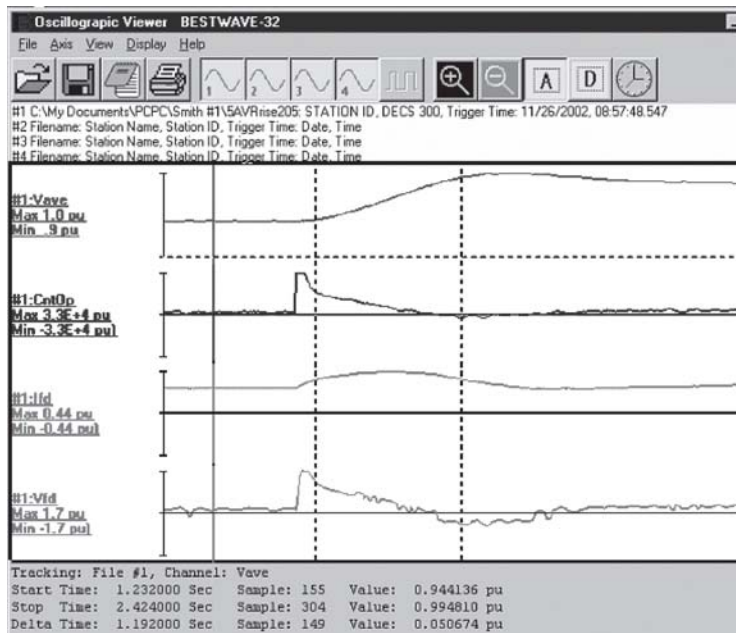 Oscillograpic Viewer BESTWAVE-32
File Axis View Display Help
1 2 3 4 A D
#1 C:\My Documents\PCPC\Smith #1\5AVRrise205: STATION ID, DECS 300, Trigger Time: 11/26/2002, 08:57:48.547
#2 Filename: Station Name, Station ID, Trigger Time: Date, Time
#3 Filename: Station Name, Station ID, Trigger Time: Date, Time
#4 Filename: Station Name, Station ID, Trigger Time: Date, Time
#1:Vave
Max 1.0 pu
Min .9 pu
#1:CntOp
Max 3.3E+4 pu
Min -3.3E+4 pu)
#1:Ifd
Max 0.44 pu
Min -0.44 pu)
#1:Vfd
Max 1.7 pu
Min -1.7 pu)
Tracking: File #1, Channel: Vave
Start Time: 1.232000 Sec Sample: 155 Value: 0.944136 pu
Stop Time: 2.424000 Sec Sample: 304 Value: 0.994810 pu
Delta Time: 1.192000 Sec Sample: 149 Value: 0.050674 pu